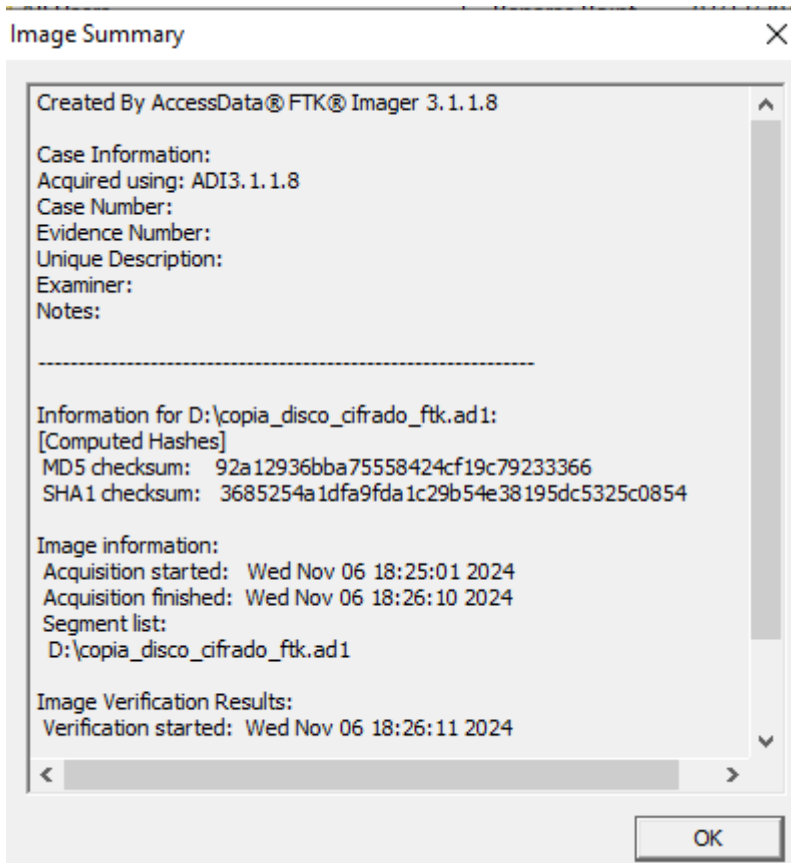 Image Summary
Created By AccessData® FTK® Imager 3.1.1.8
Case Information:
Acquired using: ADI3.1.1.8
Case Number:
Evidence Number:
Unique Description:
Examiner:
Notes:
--------------------------------------------------------------
Information for D:\copia_disco_cifrado_ftk.ad1:
[Computed Hashes]
MD5 checksum: 92a12936bba75558424cf19c79233366
SHA1 checksum: 3685254a1dfa9fda1c29b54e38195dc5325c0854
Image information:
Acquisition started: Wed Nov 06 18:25:01 2024
Acquisition finished: Wed Nov 06 18:26:10 2024
Segment list:
D:\copia_disco_cifrado_ftk.ad1
Image Verification Results:
Verification started: Wed Nov 06 18:26:11 2024
OK